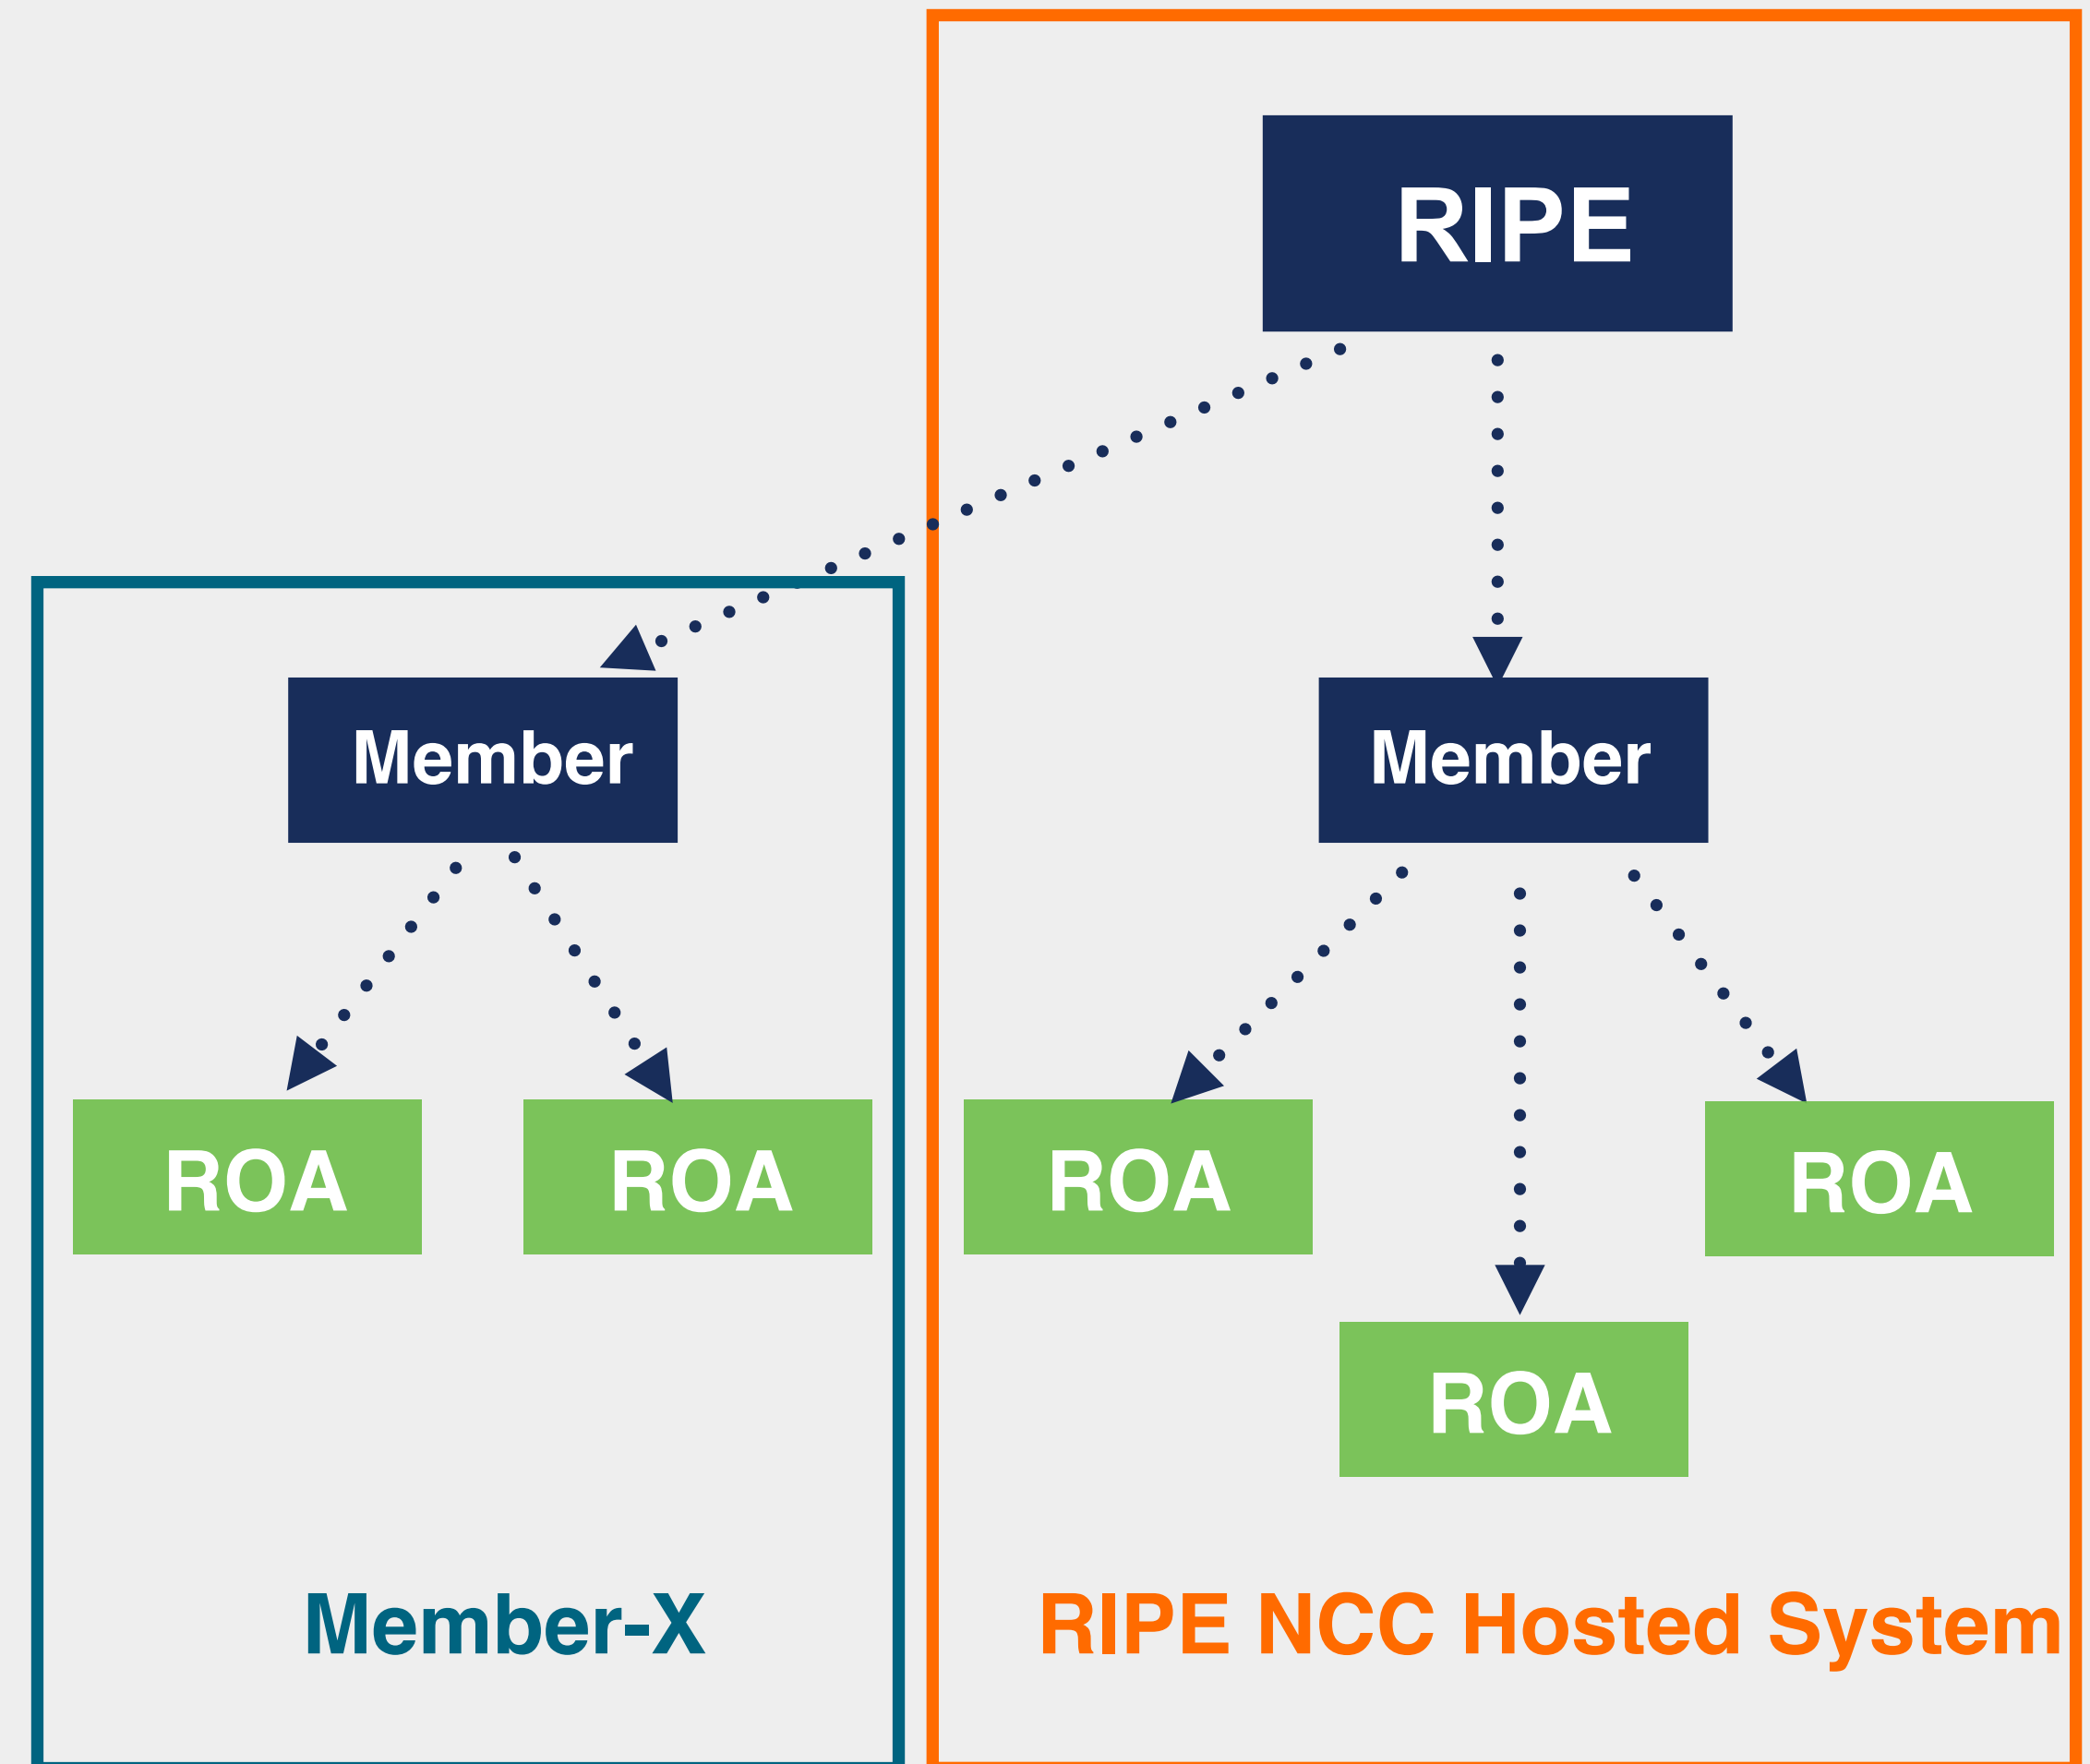 RIPE
Member
Member
ROA
ROA
ROA
ROA
ROA
Member-X
RIPE NCC Hosted System